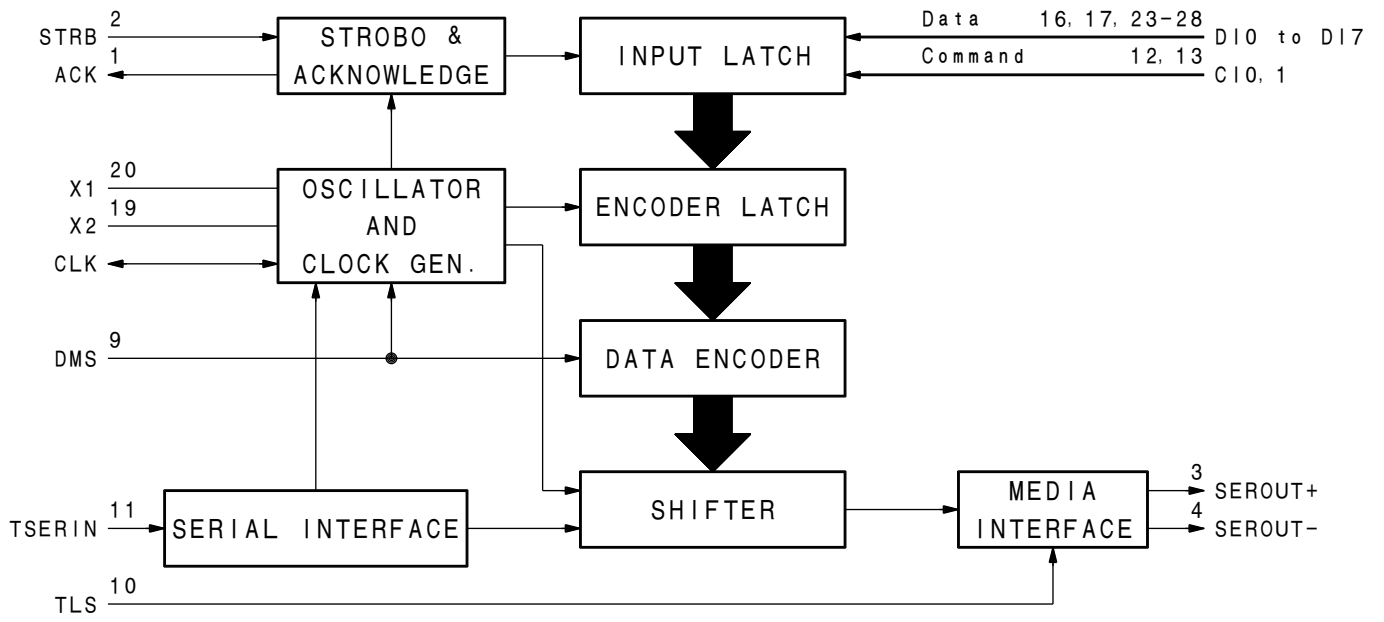 2
STRB
1
ACK
STROBO &
ACKNOWLEDGE
INPUT LATCH
Data 16, 17, 23-28
DI0 to DI7
Command 12, 13
CI0, 1
20
X1
19
X2
CLK
OSCILLATOR
AND
CLOCK GEN.
ENCODER LATCH
9
DMS
DATA ENCODER
11
TSERIN
SERIAL INTERFACE
SHIFTER
MEDIA
INTERFACE
3
SEROUT+
4
SEROUT-
10
TLS